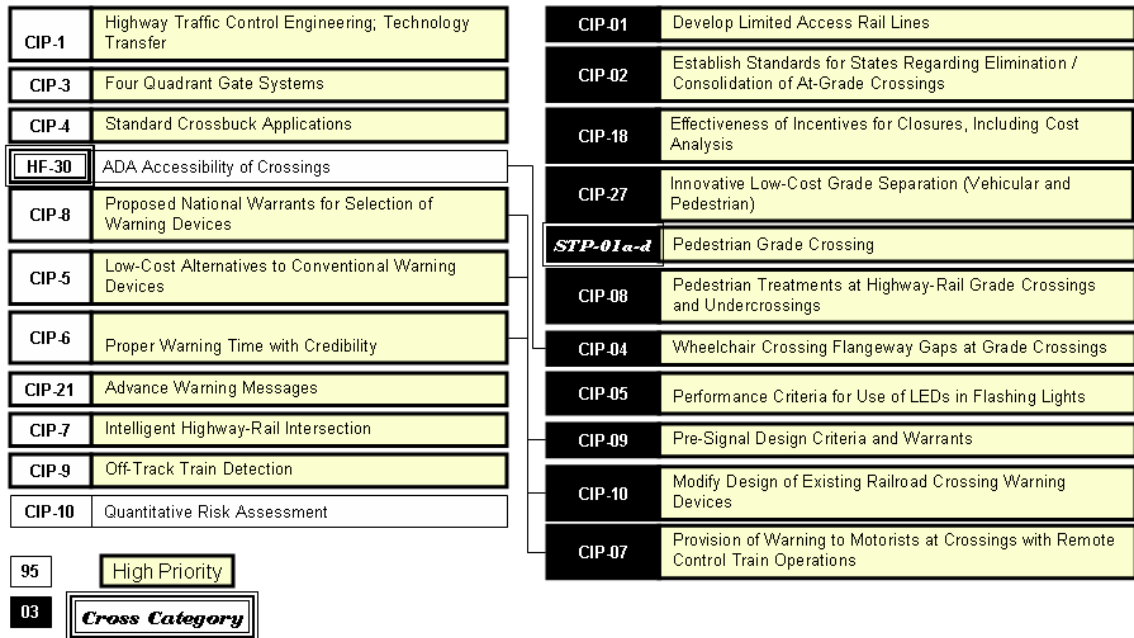 CIP-1
Highway Traffic Control Engineering; Technology
Transfer
CIP-3
Four Quadrant Gate Systems
CIP-4
Standard Crossbuck Applications
HF-30
ADA Accessibility of Crossings
CIP-8
Proposed National Warrants for Selection of
Warning Devices
CIP-5
Low-Cost Alternatives to Conventional Warning
Devices
CIP-6
Proper Warning Time with Credibility
CIP-21
Advance Warning Messages
CIP-7
Intelligent Highway-Rail Intersection
CIP-9
Off-Track Train Detection
CIP-10
Quantitative Risk Assessment
95
High Priority
03
Cross Category
CIP-01
Develop Limited Access Rail Lines
CIP-02
Establish Standards for States Regarding Elimination /
Consolidation of At-Grade Crossings
CIP-18
Effectiveness of Incentives for Closures, Including Cost
Analysis
CIP-27
Innovative Low-Cost Grade Separation (Vehicular and
Pedestrian)
STP-01a-d
Pedestrian Grade Crossing
CIP-08
Pedestrian Treatments at Highway-Rail Grade Crossings
and Undercrossings
CIP-04
Wheelchair Crossing Flangeway Gaps at Grade Crossings
CIP-05
Performance Criteria for Use of LEDs in Flashing Lights
CIP-09
Pre-Signal Design Criteria and Warrants
CIP-10
Modify Design of Existing Railroad Crossing Warning
Devices
CIP-07
Provision of Warning to Motorists at Crossings with Remote
Control Train Operations